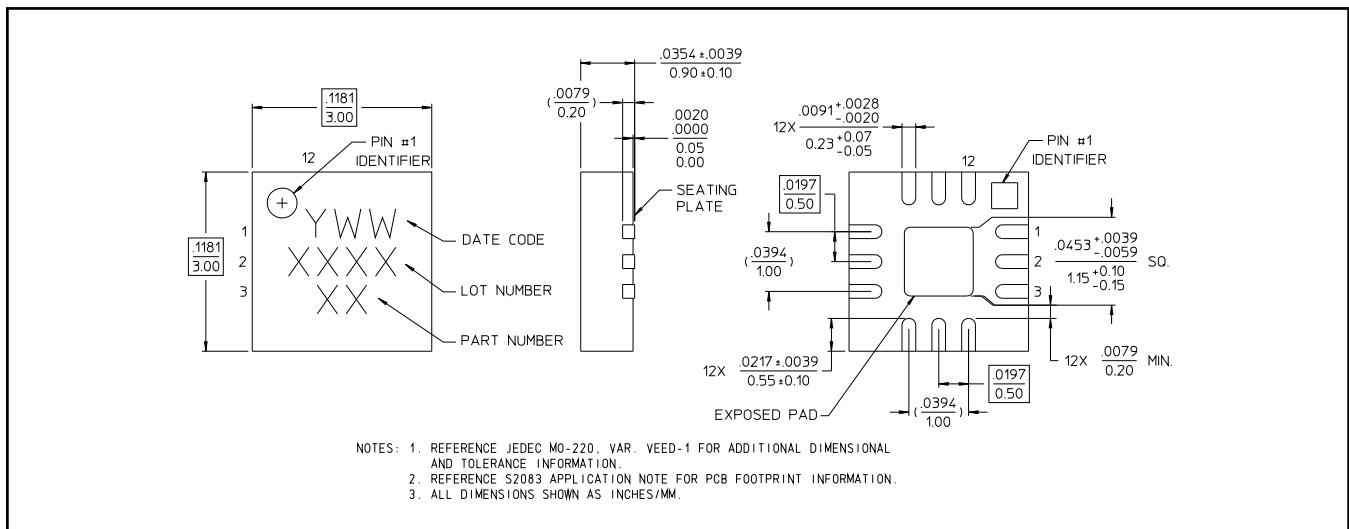 .1181
3.00
.1181
3.00
12
PIN #1
IDENTIFIER
1
2
3
YWW
XXXX
XX
DATE CODE
LOT NUMBER
PART NUMBER
.0354 ±.0039
0.90 ±0.10
(.0079
0.20)
.0020
.0000
0.05
0.00
SEATING
PLATE
12X .0091 +.0028
-.0020
0.23 +0.07
-0.05
12
PIN #1
IDENTIFIER
.0197
0.50
(.0394
1.00)
1
2
3
.0453 +.0039
-.0059 SQ.
1.15 +0.10
-0.15
12X .0217 ±.0039
0.55 ±0.10
12X .0079 MIN.
0.20
.0197
0.50
(.0394
1.00)
EXPOSED PAD
NOTES: 1. REFERENCE JEDEC MO-220, VAR. VEED-1 FOR ADDITIONAL DIMENSIONAL
AND TOLERANCE INFORMATION.
2. REFERENCE S2083 APPLICATION NOTE FOR PCB FOOTPRINT INFORMATION.
3. ALL DIMENSIONS SHOWN AS INCHES/MM.